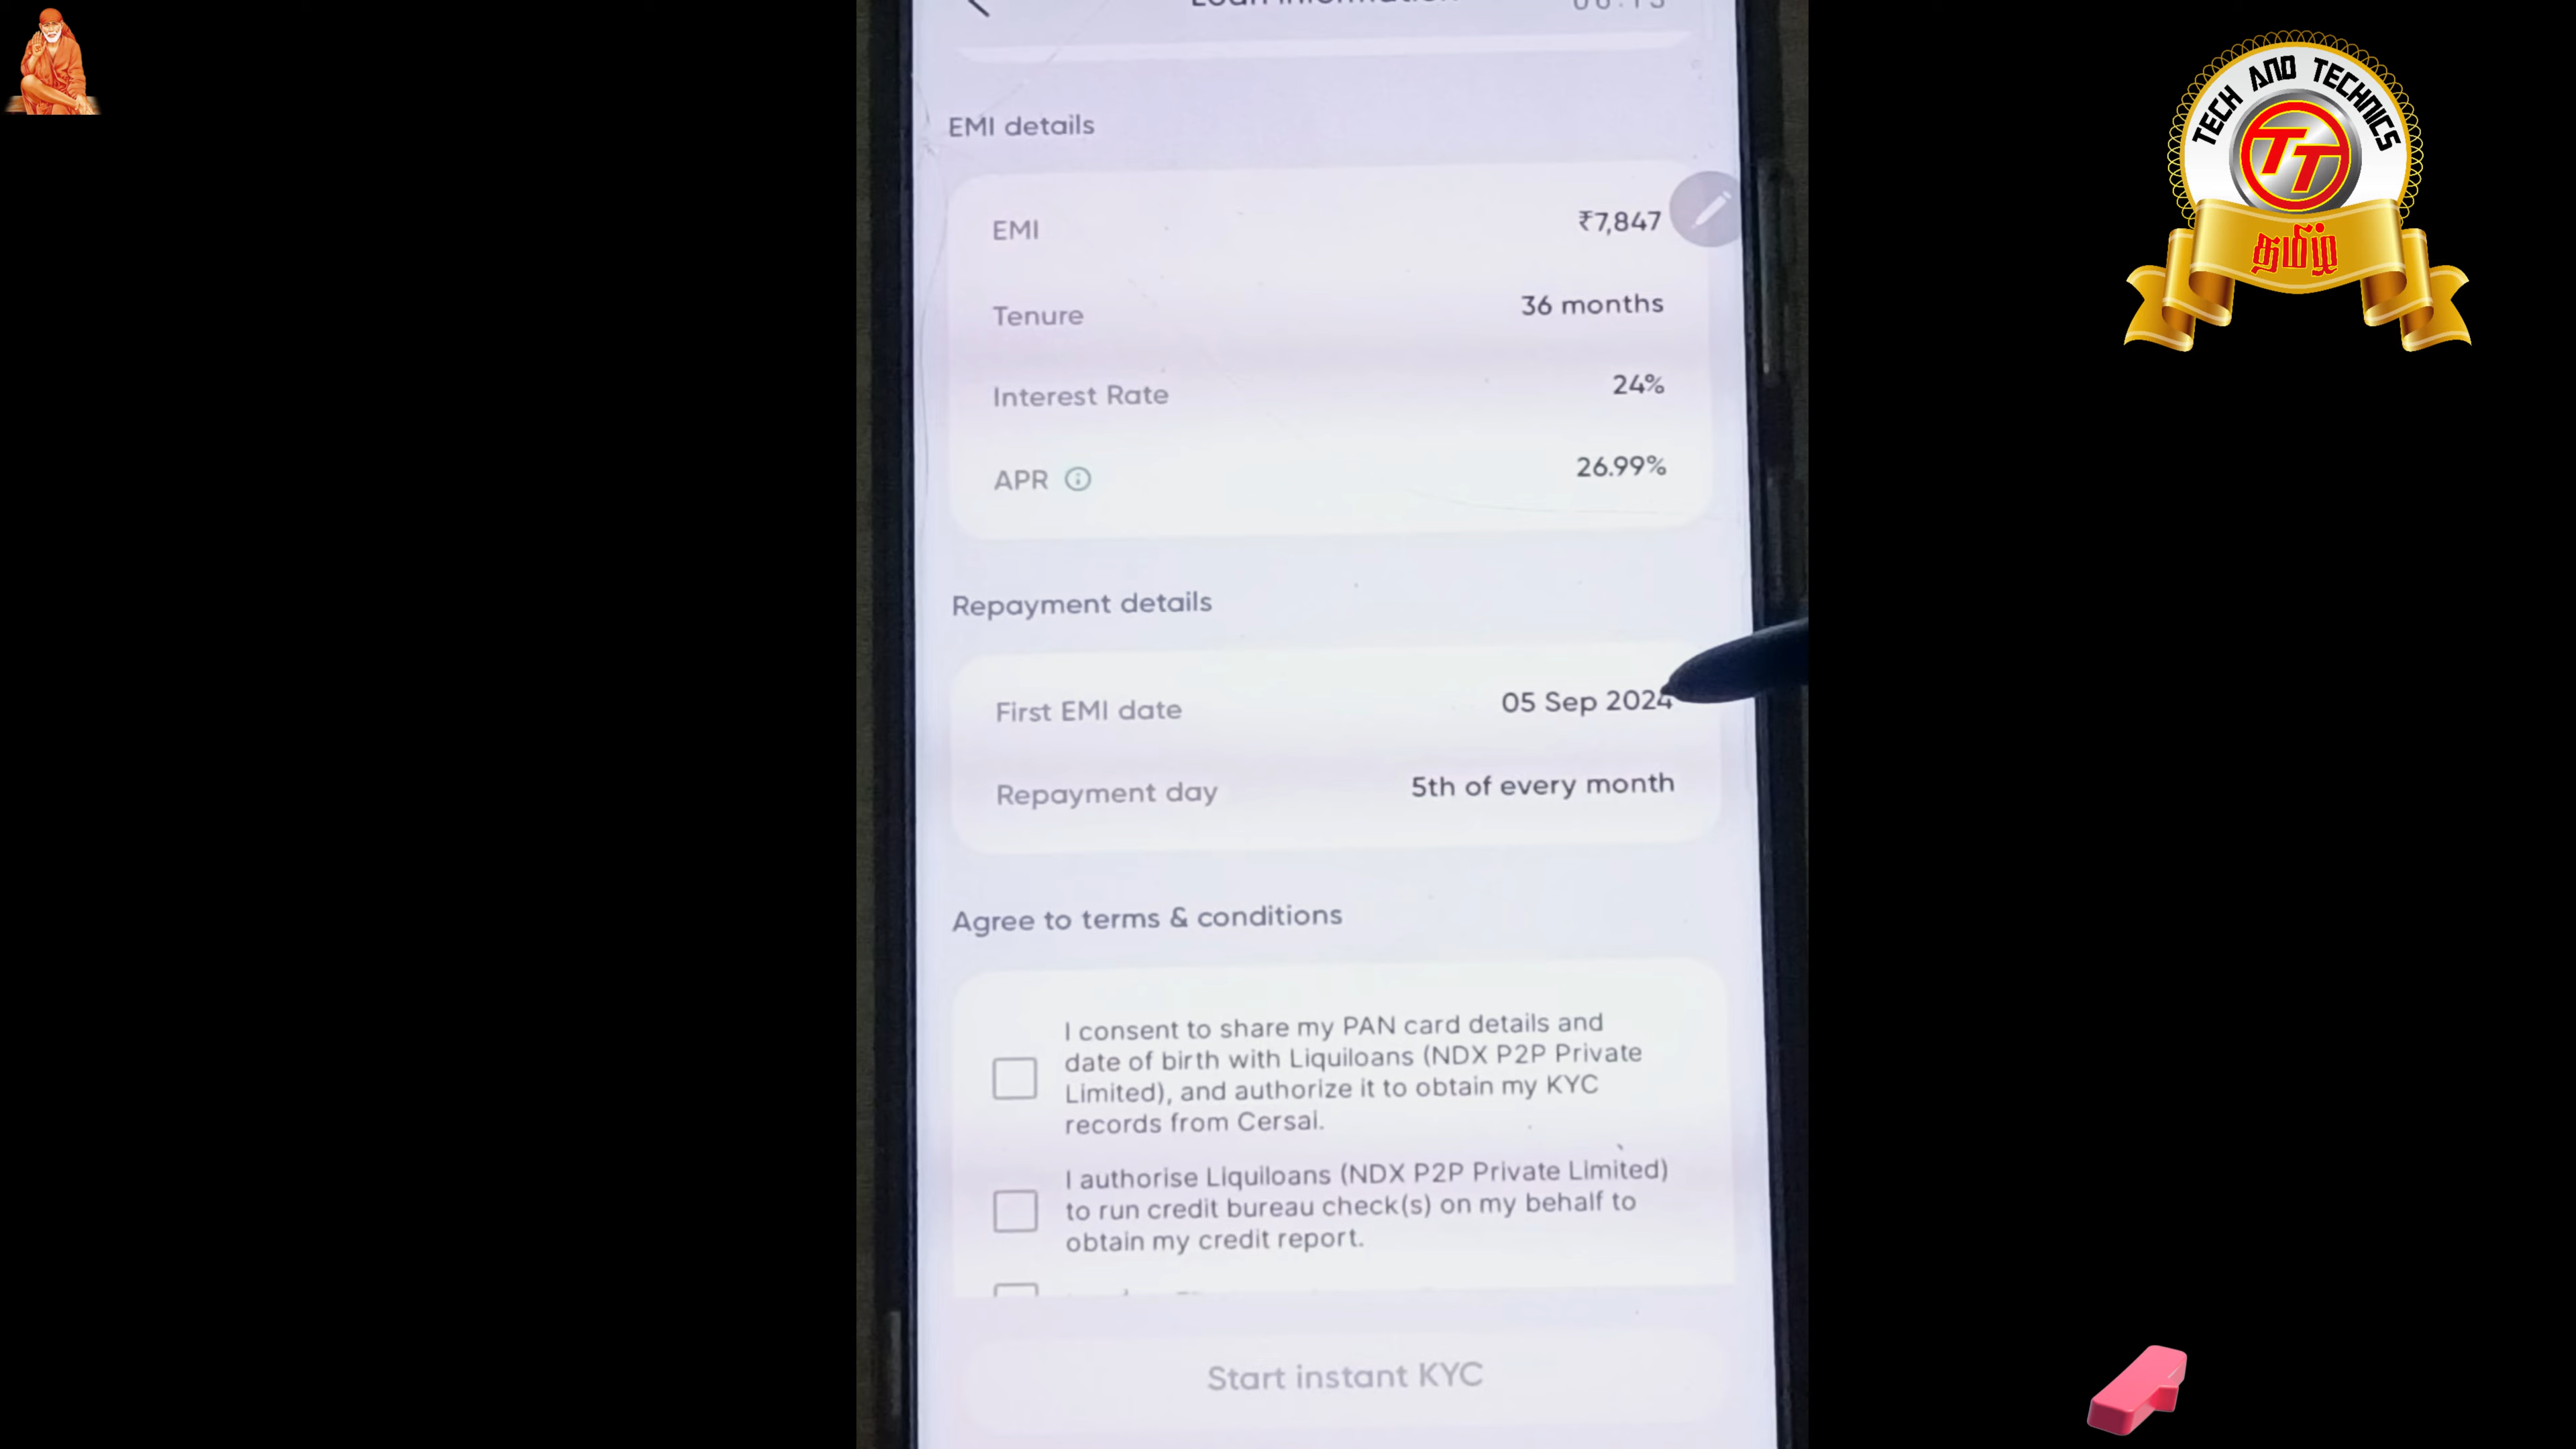 Loan information
EMI details
EMI
₹7,847
Tenure
36 months
Interest Rate
24%
APR
26.99%
Repayment details
First EMI date
05 Sep 2024
Repayment day
5th of every month
Agree to terms & conditions
I consent to share my PAN card details and
date of birth with Liquiloans (NDX P2P Private
Limited), and authorize it to obtain my KYC
records from Cersai.
I authorise Liquiloans (NDX P2P Private Limited)
to run credit bureau check(s) on my behalf to
obtain my credit report.
Start instant KYC
TECH AND TECHNICS
TT
தமிழ்